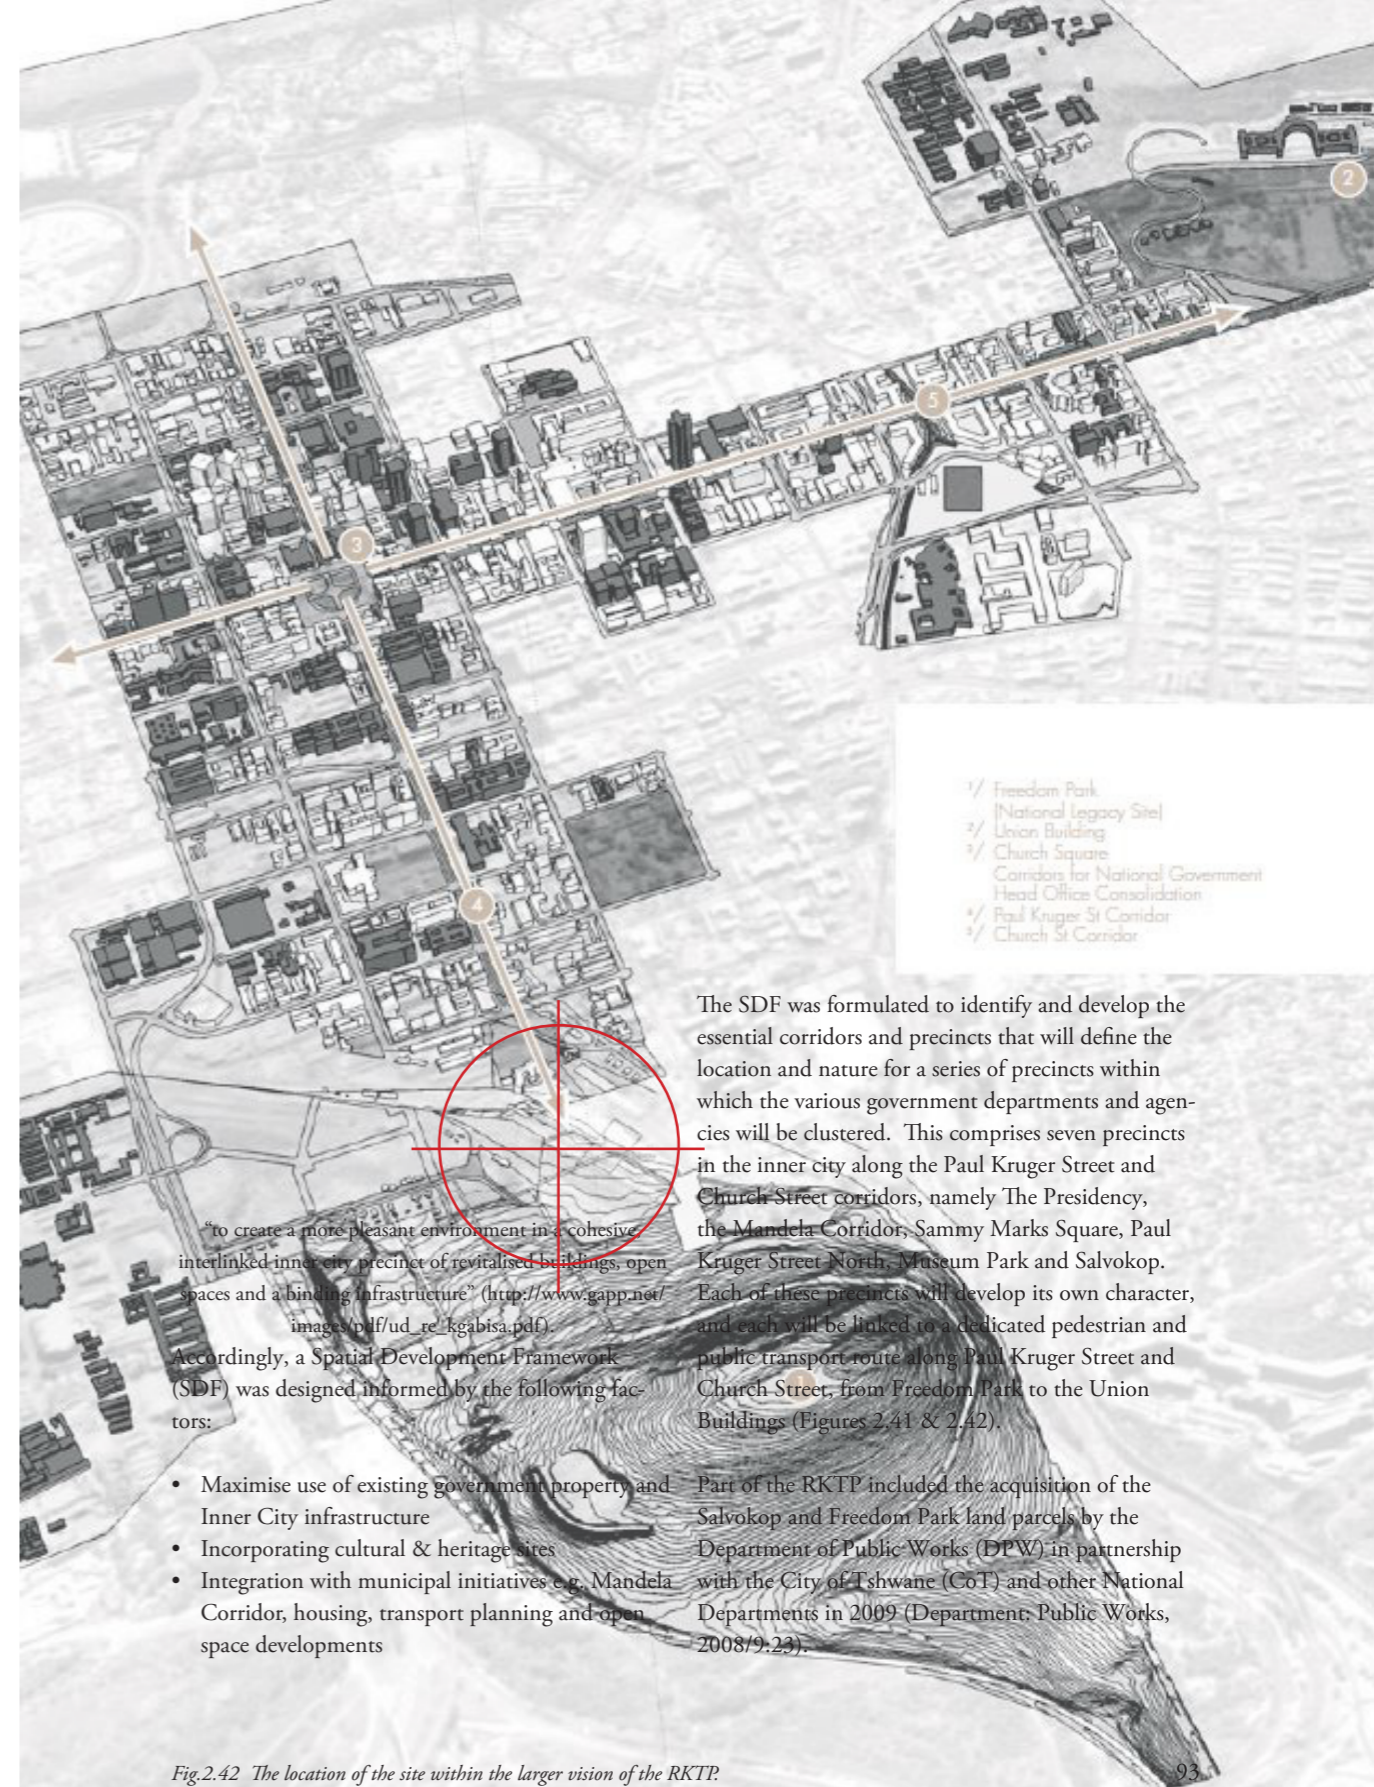 2
5
3
4
1/ Freedom Park
(National Legacy Site)
2/ Union Building
3/ Church Square
Corridors for National Government
Head Office Consolidation
4/ Paul Kruger St Corridor
5/ Church St Corridor
“to create a more pleasant environment in a cohesive,
interlinked inner city precinct of revitalised buildings, open
spaces and a binding infrastructure” (http://www.gapp.net/
images/pdf/ud_re_kgabisa.pdf).
Accordingly, a Spatial Development Framework
(SDF) was designed informed by the following fac-
tors:
• Maximise use of existing government property and
Inner City infrastructure
• Incorporating cultural & heritage sites
• Integration with municipal initiatives e.g. Mandela
Corridor, housing, transport planning and open
space developments
The SDF was formulated to identify and develop the
essential corridors and precincts that will define the
location and nature for a series of precincts within
which the various government departments and agen-
cies will be clustered.  This comprises seven precincts
in the inner city along the Paul Kruger Street and
Church Street corridors, namely The Presidency,
the Mandela Corridor, Sammy Marks Square, Paul
Kruger Street North, Museum Park and Salvokop.
Each of these precincts will develop its own character,
and each will be linked to a dedicated pedestrian and
public transport route along Paul Kruger Street and
1
Church Street, from Freedom Park to the Union
Buildings (Figures 2.41 & 2.42).
Part of the RKTP included the acquisition of the
Salvokop and Freedom Park land parcels by the
Department of Public Works (DPW) in partnership
with the City of Tshwane (CoT) and other National
Departments in 2009 (Department: Public Works,
2008/9:23).
Fig.2.42 The location of the site within the larger vision of the RKTP.
93